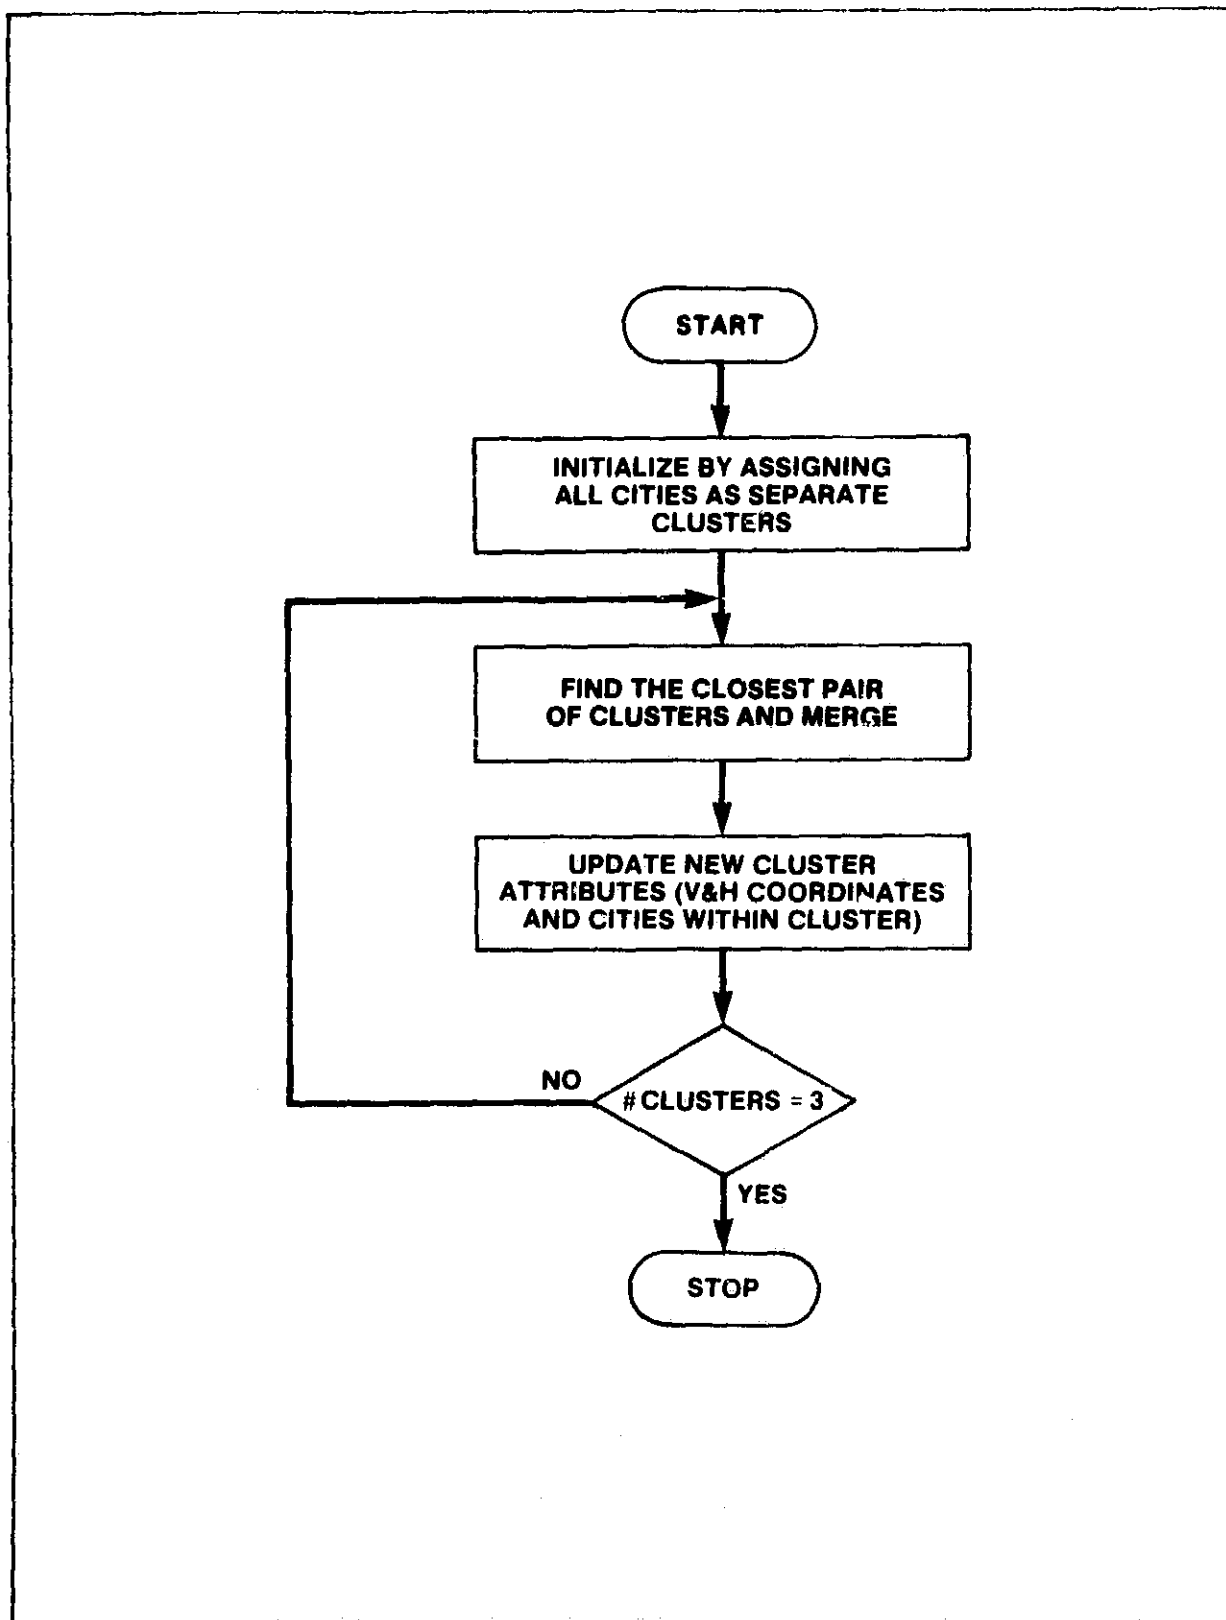 START
INITIALIZE BY ASSIGNING
ALL CITIES AS SEPARATE
CLUSTERS
FIND THE CLOSEST PAIR
OF CLUSTERS AND MERGE
UPDATE NEW CLUSTER
ATTRIBUTES (V&H COORDINATES
AND CITIES WITHIN CLUSTER)
NO
# CLUSTERS = 3
YES
STOP